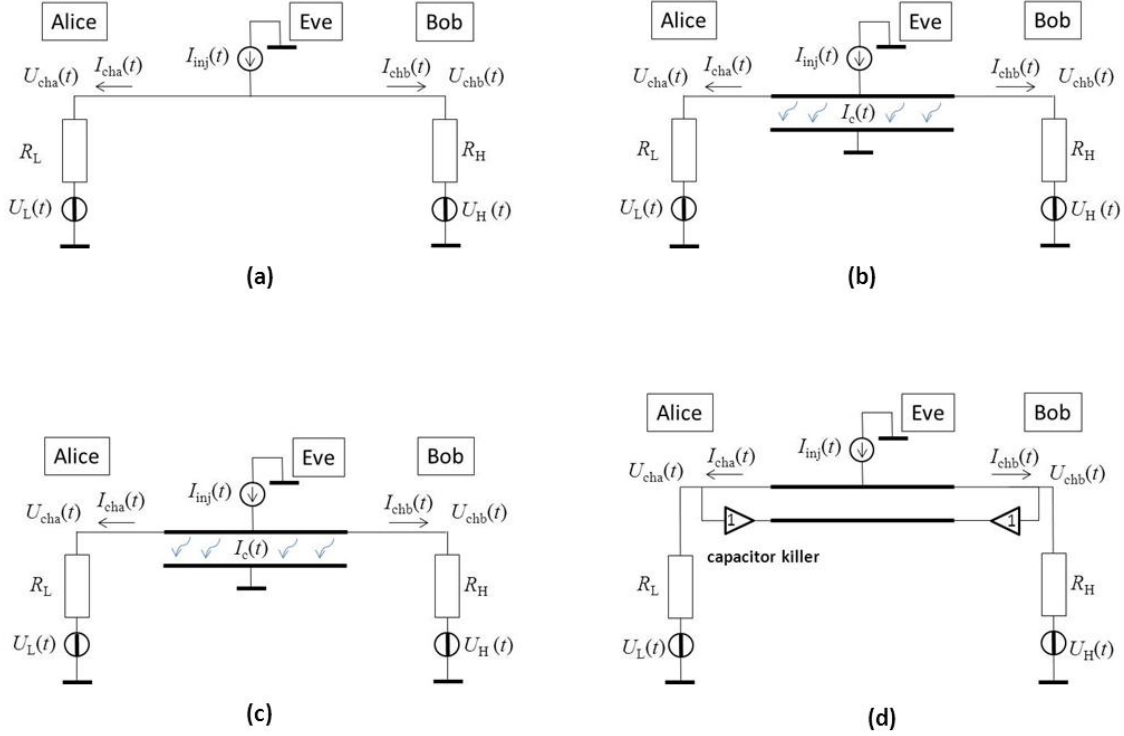 Alice Eve Bob
I_inj(t)
U_cha(t) I_cha(t) I_chb(t) U_chb(t)
R_L R_H
U_L(t) U_H(t)
(a)
Alice Eve Bob
I_inj(t)
U_cha(t) I_cha(t) I_chb(t) U_chb(t)
I_c(t)
R_L R_H
U_L(t) U_H(t)
(b)
Alice Eve Bob
I_inj(t)
U_cha(t) I_cha(t) I_chb(t) U_chb(t)
I_c(t)
R_L R_H
U_L(t) U_H(t)
(c)
Alice Eve Bob
I_inj(t)
U_cha(t) I_cha(t) I_chb(t) U_chb(t)
1 1
capacitor killer
R_L R_H
U_L(t) U_H(t)
(d)